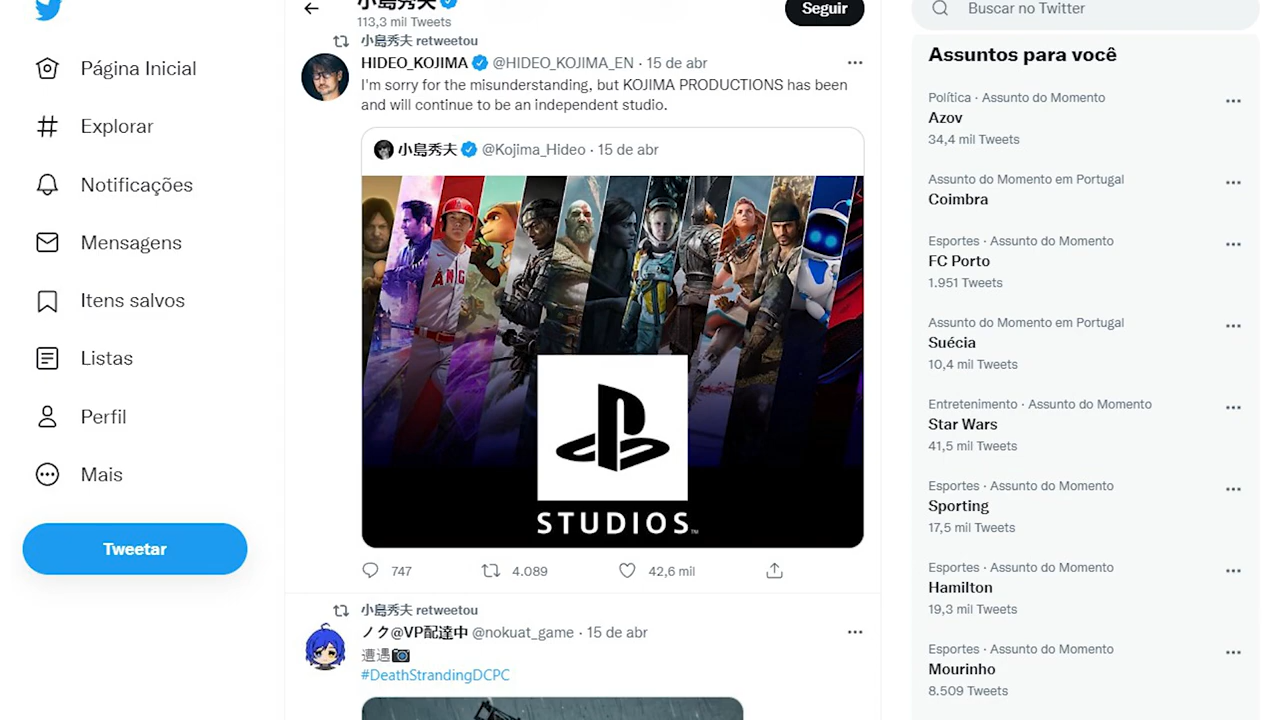 小島秀夫
113,3 mil Tweets
Seguir
Buscar no Twitter
Página Inicial
Explorar
Notificações
Mensagens
Itens salvos
Listas
Perfil
Mais
Tweetar
小島秀夫 retweetou
HIDEO_KOJIMA @HIDEO_KOJIMA_EN · 15 de abr
I'm sorry for the misunderstanding, but KOJIMA PRODUCTIONS has been
and will continue to be an independent studio.
小島秀夫 @Kojima_Hideo · 15 de abr
ANG
STUDIOS™
747
4.089
42,6 mil
小島秀夫 retweetou
ノク@VP配達中 @nokuat_game · 15 de abr
遭遇📷
#DeathStrandingDCPC
Assuntos para você
Política · Assunto do Momento
Azov
34,4 mil Tweets
Assunto do Momento em Portugal
Coimbra
Esportes · Assunto do Momento
FC Porto
1.951 Tweets
Assunto do Momento em Portugal
Suécia
10,4 mil Tweets
Entretenimento · Assunto do Momento
Star Wars
41,5 mil Tweets
Esportes · Assunto do Momento
Sporting
17,5 mil Tweets
Esportes · Assunto do Momento
Hamilton
19,3 mil Tweets
Esportes · Assunto do Momento
Mourinho
8.509 Tweets